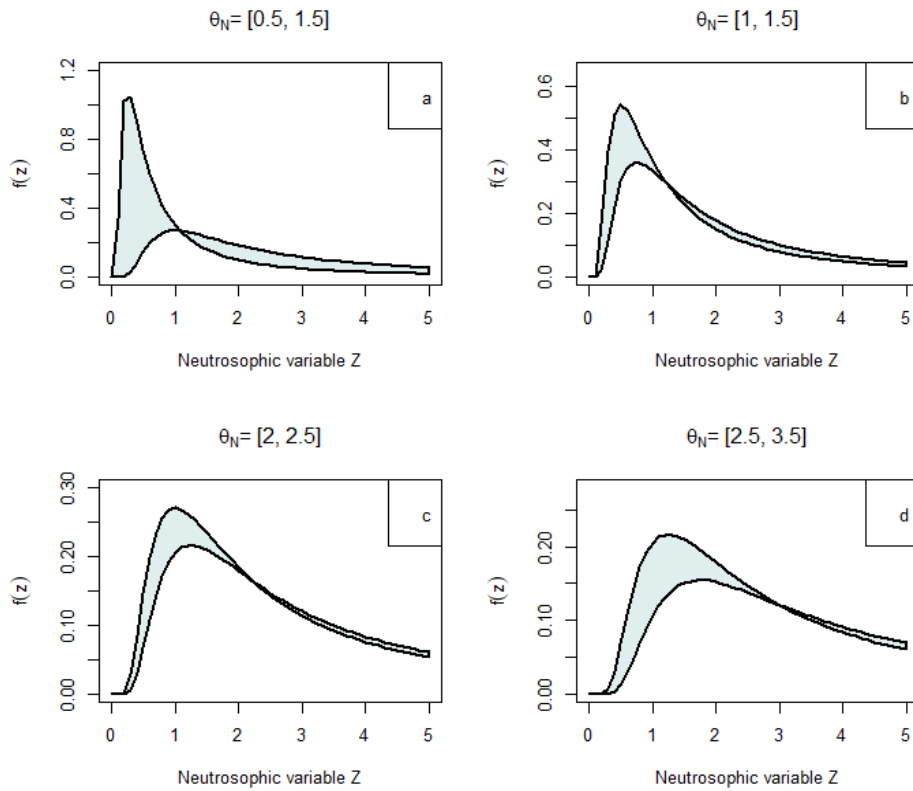 θN= [0.5, 1.5]
a
f(z)
0.0 0.4 0.8 1.2
0 1 2 3 4 5
Neutrosophic variable Z
θN= [1, 1.5]
b
f(z)
0.0 0.2 0.4 0.6
0 1 2 3 4 5
Neutrosophic variable Z
θN= [2, 2.5]
c
f(z)
0.00 0.10 0.20 0.30
0 1 2 3 4 5
Neutrosophic variable Z
θN= [2.5, 3.5]
d
f(z)
0.00 0.10 0.20
0 1 2 3 4 5
Neutrosophic variable Z